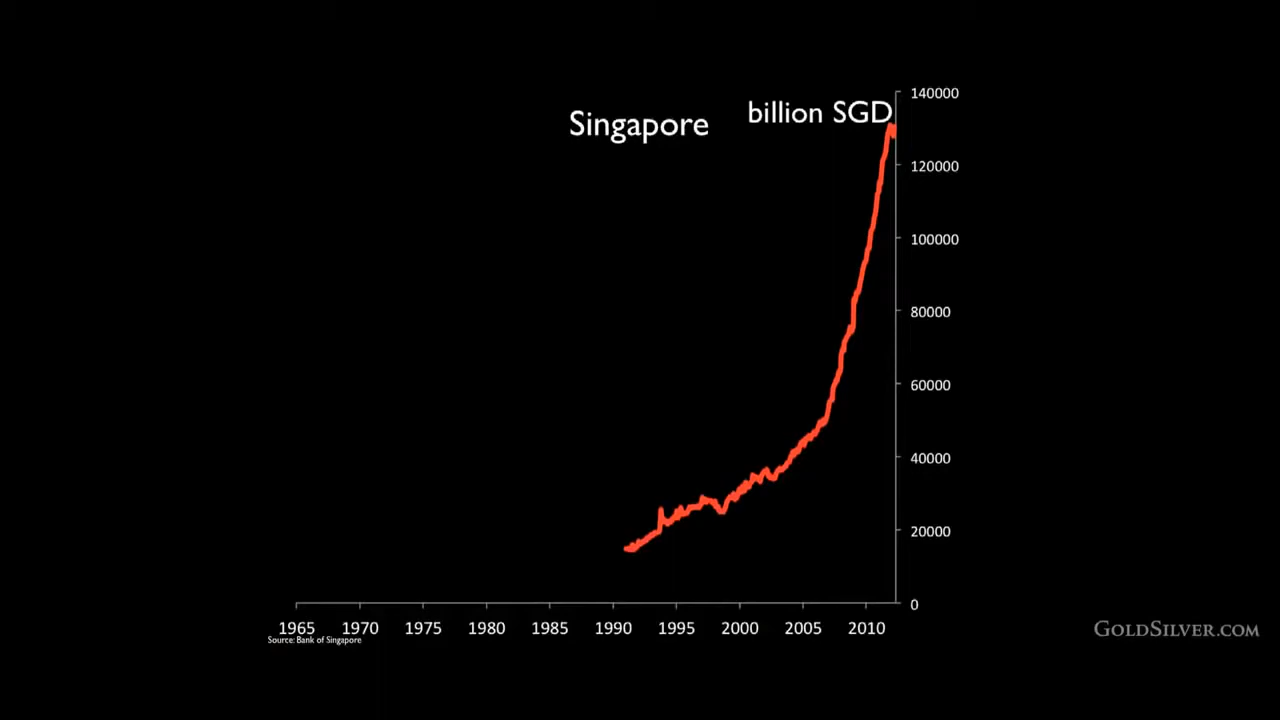 Singapore
billion SGD
140000
120000
100000
80000
60000
40000
20000
0
1965 1970 1975 1980 1985 1990 1995 2000 2005 2010
Source: Bank of Singapore
GOLDSILVER.COM